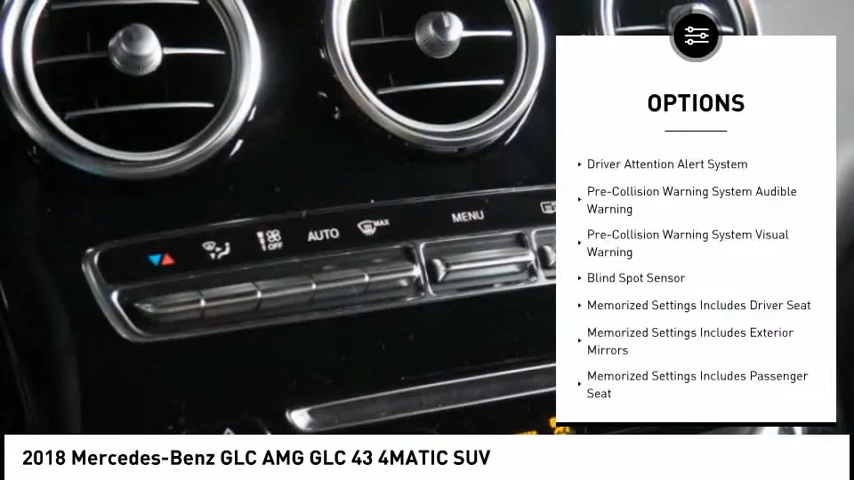 OPTIONS
Driver Attention Alert System
Pre-Collision Warning System Audible
Warning
Pre-Collision Warning System Visual
Warning
Blind Spot Sensor
Memorized Settings Includes Driver Seat
Memorized Settings Includes Exterior
Mirrors
Memorized Settings Includes Passenger
Seat
OFF
AUTO
MAX
MENU
2018 Mercedes-Benz GLC AMG GLC 43 4MATIC SUV